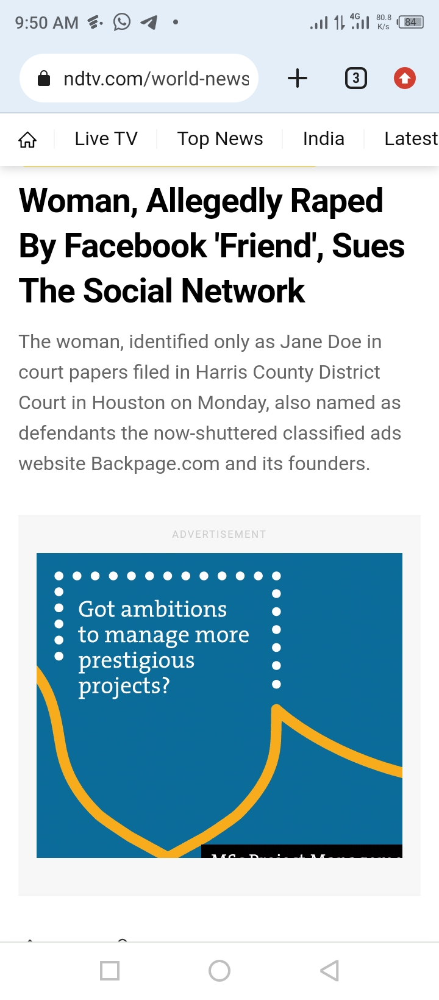 9:50 AM
4G
80.8
K/s
84
ndtv.com/world-news
3
Live TV
Top News
India
Latest
Woman, Allegedly Raped
By Facebook 'Friend', Sues
The Social Network
The woman, identified only as Jane Doe in
court papers filed in Harris County District
Court in Houston on Monday, also named as
defendants the now-shuttered classified ads
website Backpage.com and its founders.
ADVERTISEMENT
Got ambitions
to manage more
prestigious
projects?
MSc Project